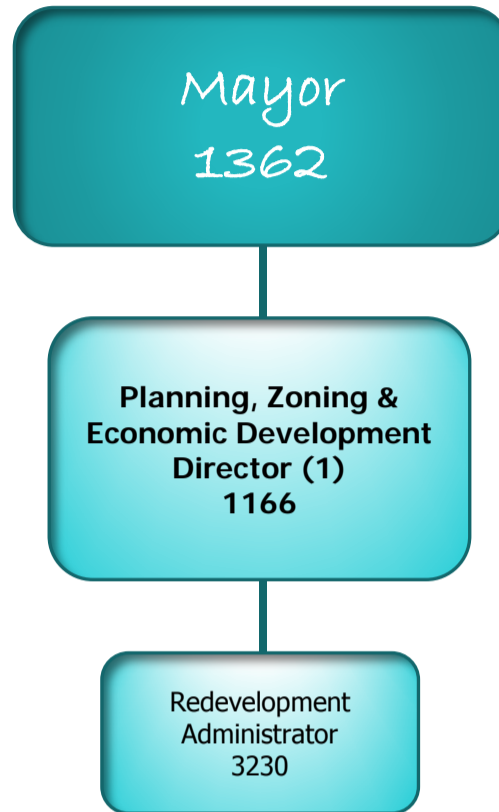 Mayor
1362
Planning, Zoning &
Economic Development
Director (1)
1166
Redevelopment
Administrator
3230